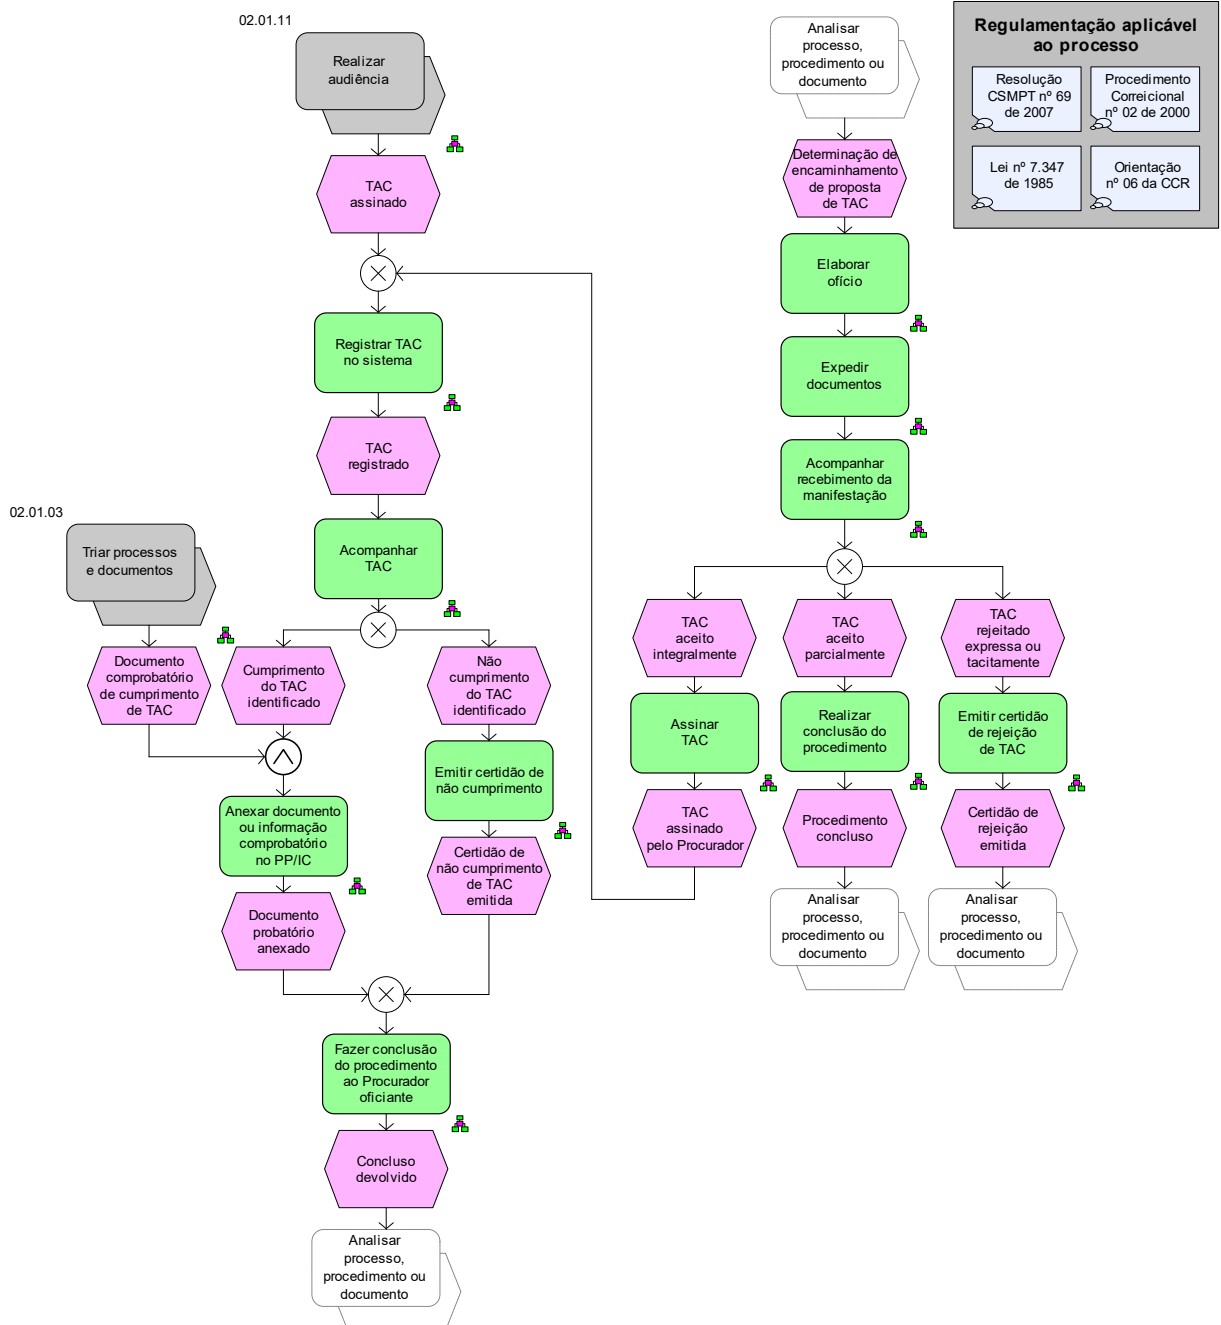 02.01.11
Realizar
audiência
TAC
assinado
Registrar TAC
no sistema
TAC
registrado
Acompanhar
TAC
02.01.03
Triar processos
e documentos
Documento
comprobatório
de cumprimento
de TAC
Cumprimento
do TAC
identificado
Não
cumprimento
do TAC
identificado
Emitir certidão de
não cumprimento
Anexar documento
ou informação
comprobatório
no PP/IC
Certidão de
não cumprimento
de TAC
emitida
Documento
probatório
anexado
Fazer conclusão
do procedimento
ao Procurador
oficiante
Concluso
devolvido
Analisar
processo,
procedimento ou
documento
Analisar
processo,
procedimento ou
documento
Determinação de
encaminhamento
de proposta
de TAC
Elaborar
ofício
Expedir
documentos
Acompanhar
recebimento da
manifestação
TAC
aceito
integralmente
TAC
aceito
parcialmente
TAC
rejeitado
expressa ou
tacitamente
Assinar
TAC
Realizar
conclusão do
procedimento
Emitir certidão
de rejeição
de TAC
TAC
assinado
pelo Procurador
Procedimento
concluso
Certidão de
rejeição
emitida
Analisar
processo,
procedimento ou
documento
Analisar
processo,
procedimento ou
documento
Regulamentação aplicável
ao processo
Resolução
CSMPT nº 69
de 2007
Procedimento
Correicional
nº 02 de 2000
Lei nº 7.347
de 1985
Orientação
nº 06 da CCR